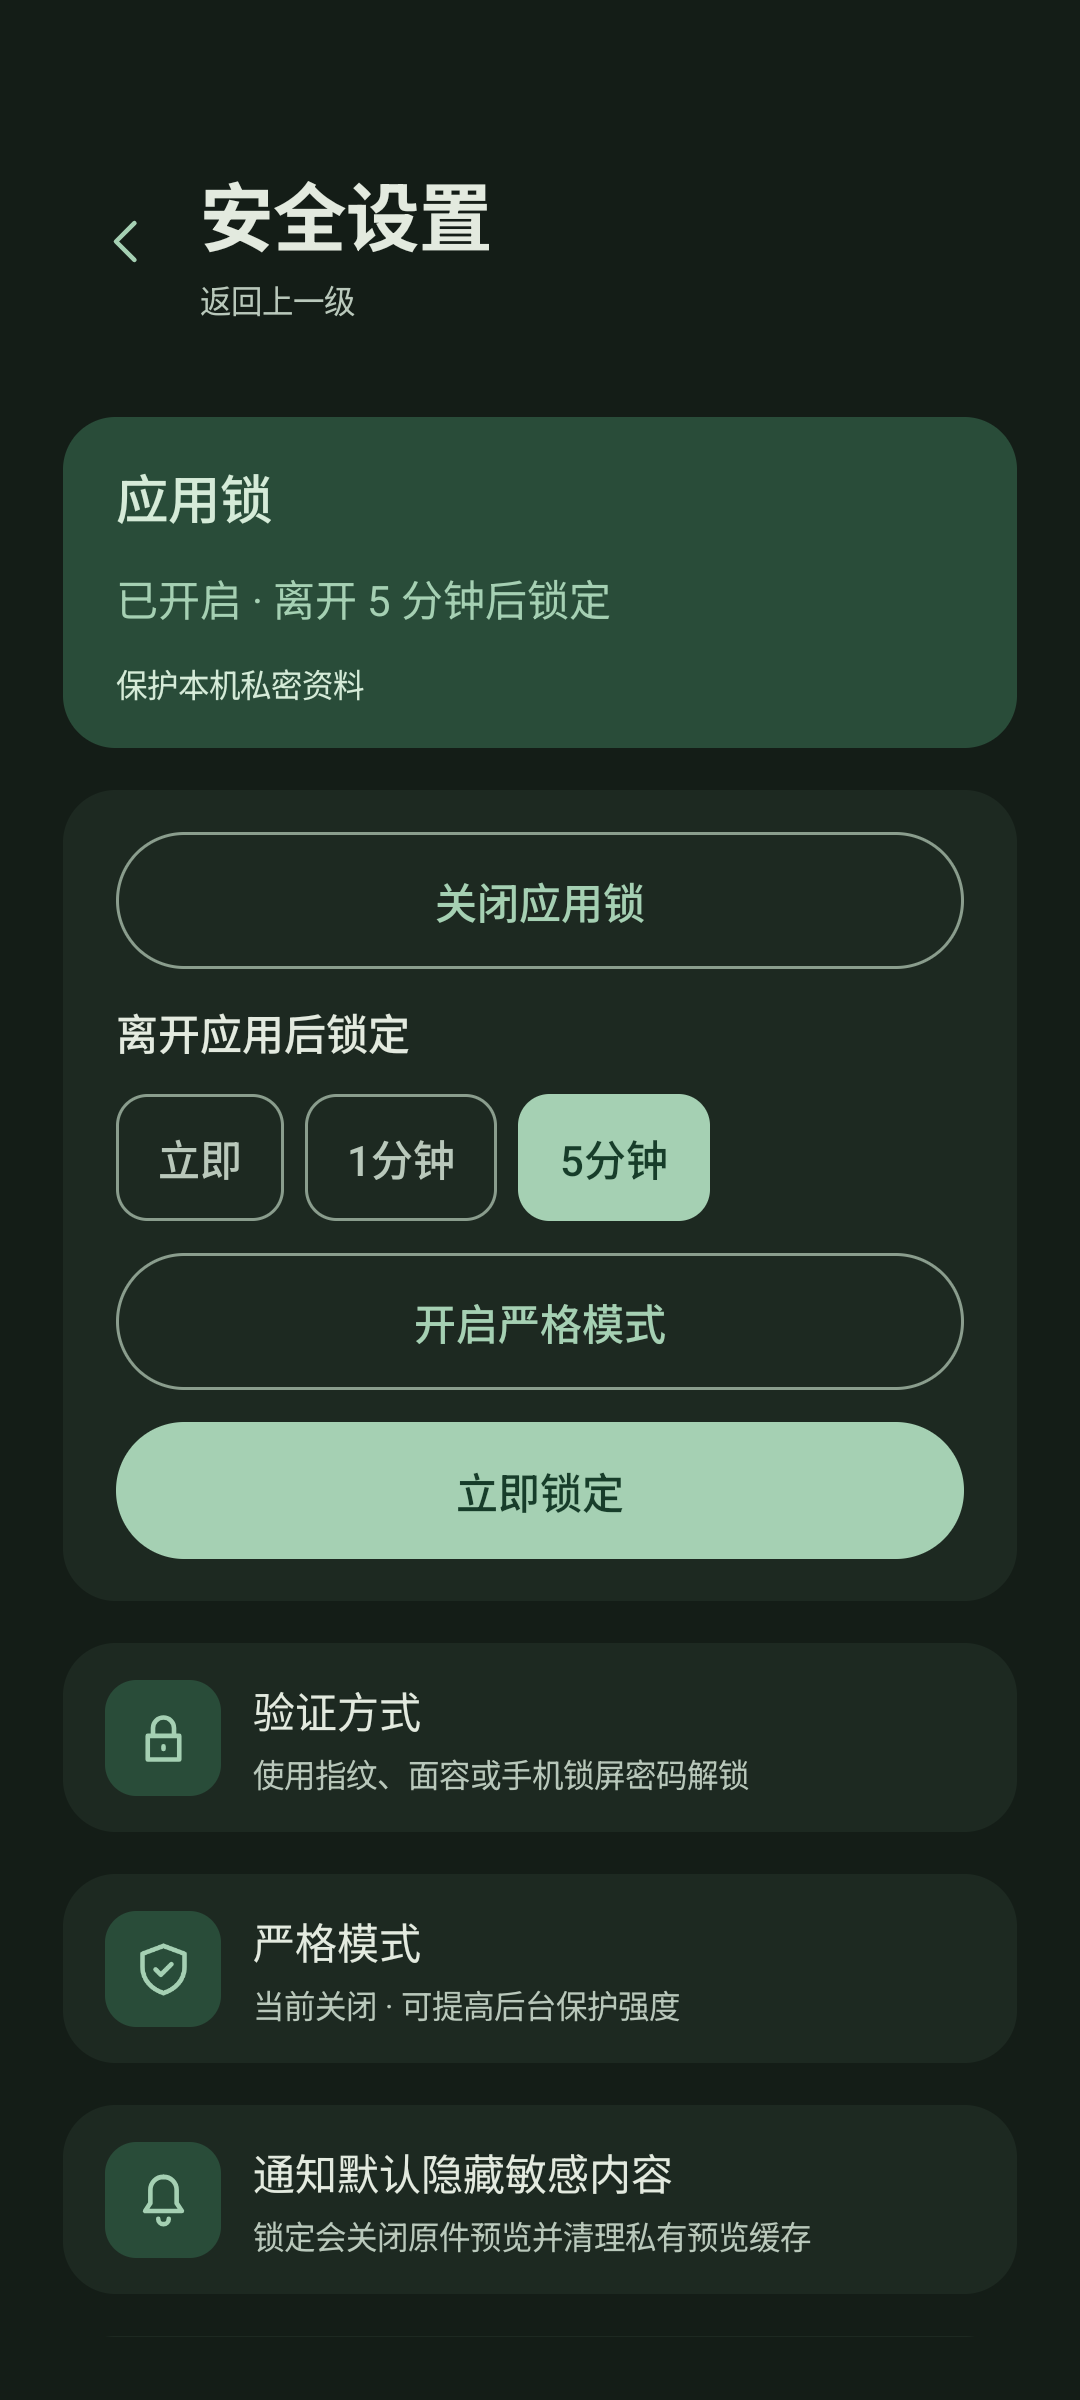 安全设置
返回上一级
应用锁
已开启 · 离开 5 分钟后锁定
保护本机私密资料
关闭应用锁
离开应用后锁定
立即
1分钟
5分钟
开启严格模式
立即锁定
验证方式
使用指纹、面容或手机锁屏密码解锁
严格模式
当前关闭 · 可提高后台保护强度
通知默认隐藏敏感内容
锁定会关闭原件预览并清理私有预览缓存